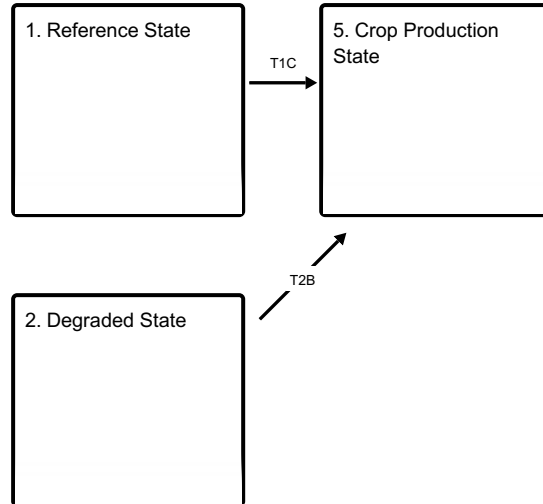 1. Reference State
5. Crop Production
State
T1C
T2B
2. Degraded State